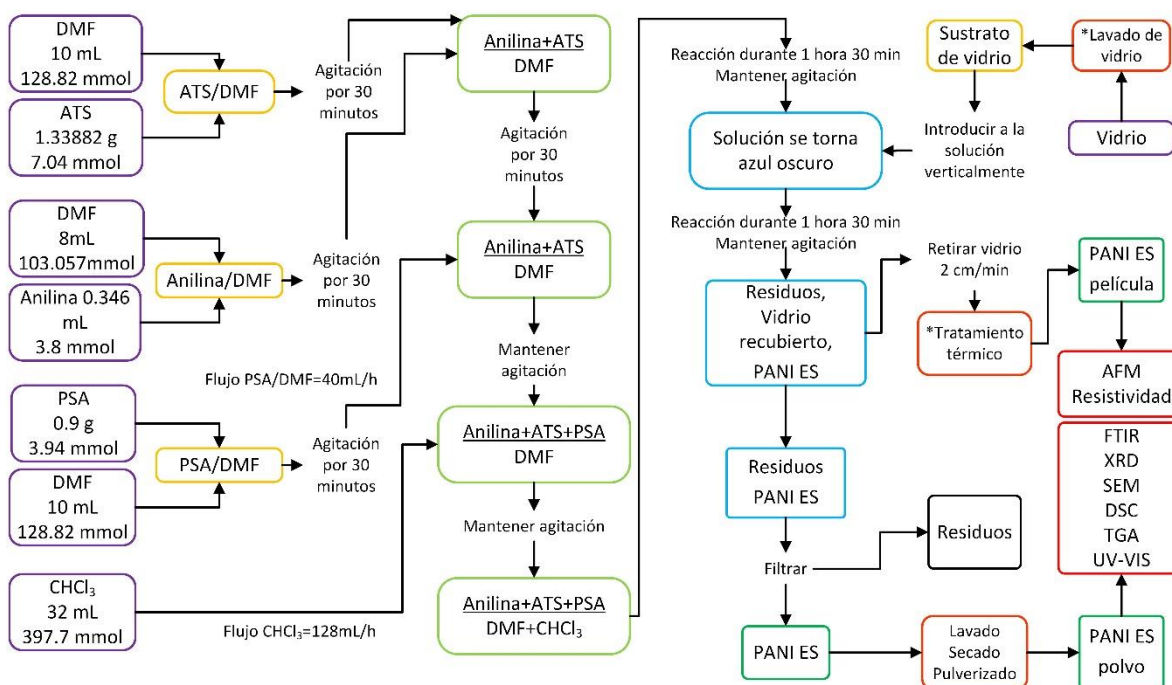 DMF
10 mL
128.82 mmol
ATS
1.33882 g
7.04 mmol
ATS/DMF
Agitación
por 30
minutos
DMF
8mL
103.057mmol
Anilina 0.346
mL
3.8 mmol
Anilina/DMF
Agitación
por 30
minutos
PSA
0.9 g
3.94 mmol
DMF
10 mL
128.82 mmol
PSA/DMF
Agitación
por 30
minutos
Flujo PSA/DMF=40mL/h
CHCl₃
32 mL
397.7 mmol
Flujo CHCl₃=128mL/h
Anilina+ATS
DMF
Agitación
por 30
minutos
Anilina+ATS
DMF
Mantener
agitación
Anilina+ATS+PSA
DMF
Mantener agitación
Anilina+ATS+PSA
DMF+CHCl₃
Reacción durante 1 hora 30 min
Mantener agitación
Solución se torna
azul oscuro
Sustrato
de vidrio
*Lavado de
vidrio
Vidrio
Introducir a la
solución
verticalmente
Reacción durante 1 hora 30 min
Mantener agitación
Residuos,
Vidrio
recubierto,
PANI ES
Retirar vidrio
2 cm/min
*Tratamiento
térmico
PANI ES
película
AFM
Resistividad
Residuos
PANI ES
Filtrar
Residuos
PANI ES
Lavado
Secado
Pulverizado
PANI ES
polvo
FTIR
XRD
SEM
DSC
TGA
UV-VIS